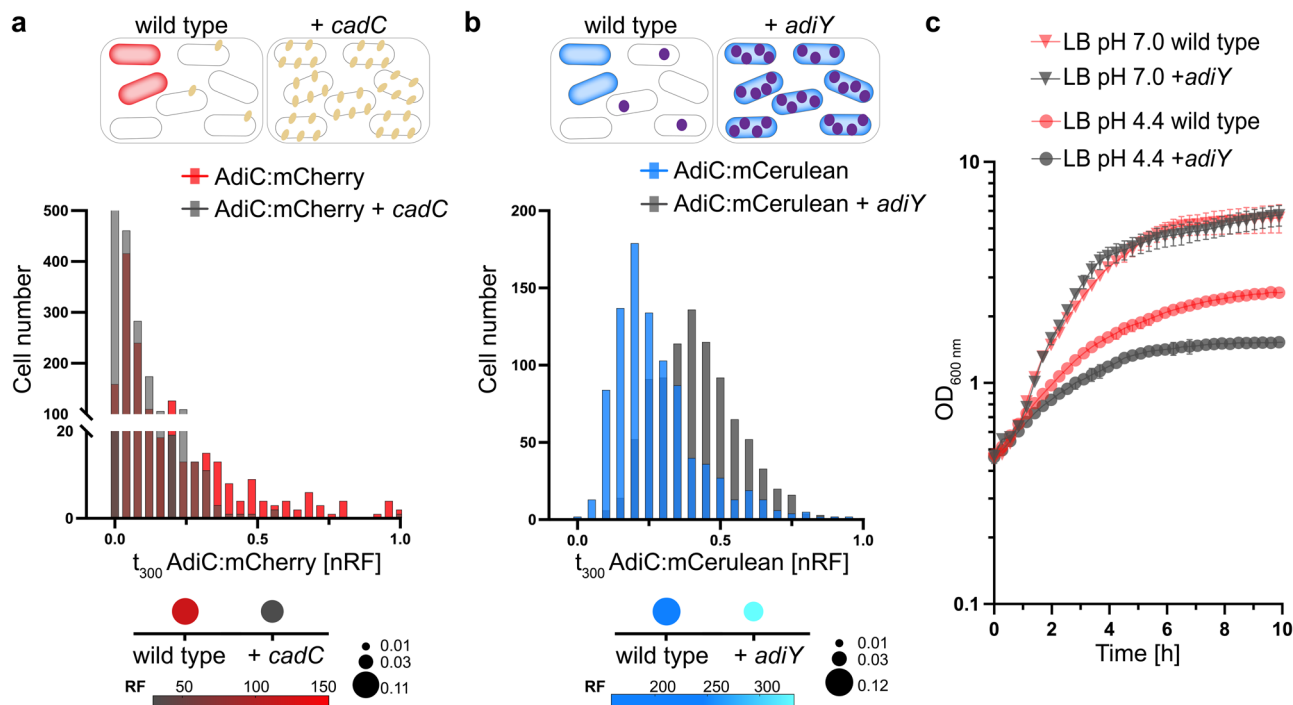 a
wild type + cadC
AdiC:mCherry
AdiC:mCherry + cadC
500
400
300
200
100
20
0
Cell number
0.0 0.5 1.0
t300 AdiC:mCherry [nRF]
wild type + cadC
0.01
0.03
0.11
RF 50 100 150
b
wild type + adiY
AdiC:mCerulean
AdiC:mCerulean + adiY
200
150
100
50
0
Cell number
0.0 0.5 1.0
t300 AdiC:mCerulean [nRF]
wild type + adiY
0.01
0.03
0.12
RF 200 250 300
c
LB pH 7.0 wild type
LB pH 7.0 +adiY
LB pH 4.4 wild type
LB pH 4.4 +adiY
10
1
0.1
OD600 nm
0 2 4 6 8 10
Time [h]